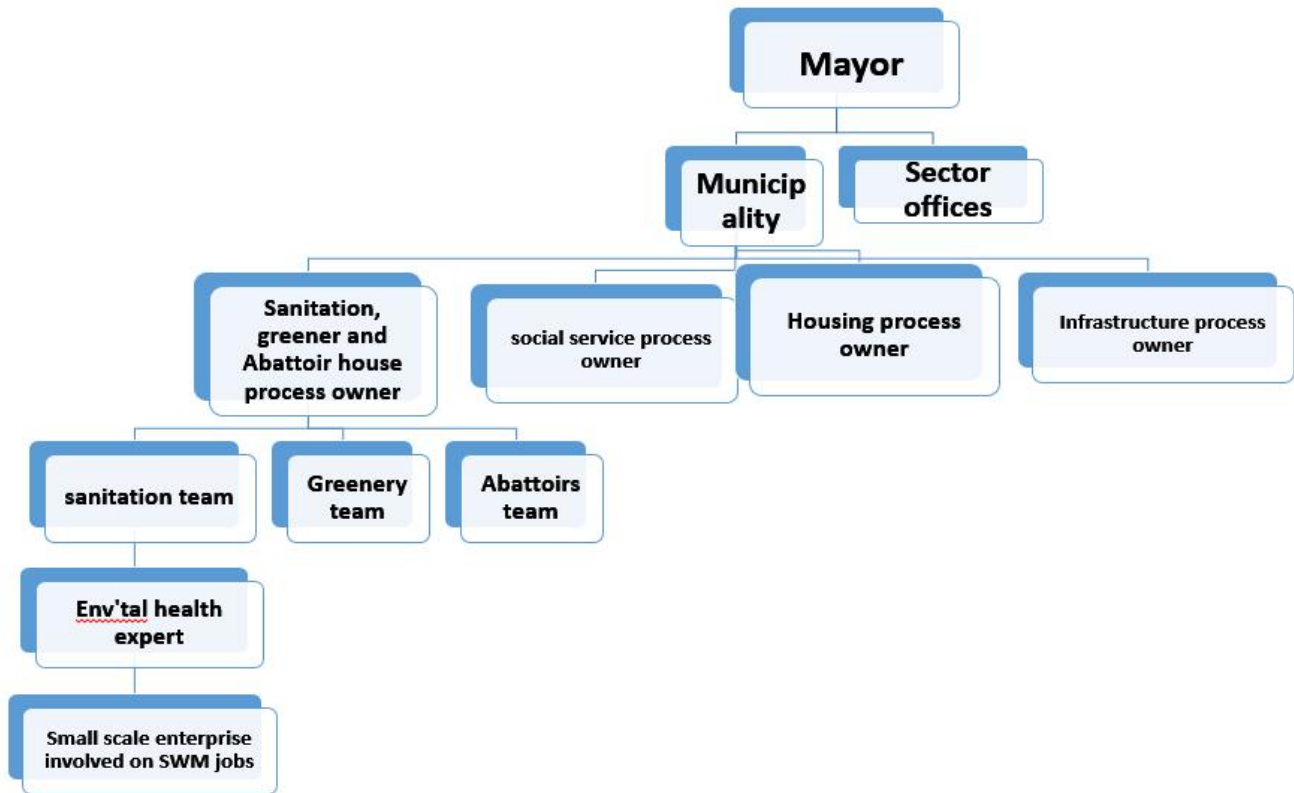 Mayor
Municip
ality
Sector
offices
Sanitation,
greener and
Abattoir house
process owner
social service process
owner
Housing process
owner
Infrastructure process
owner
sanitation team
Greenery
team
Abattoirs
team
Env'tal health
expert
Small scale enterprise
involved on SWM jobs